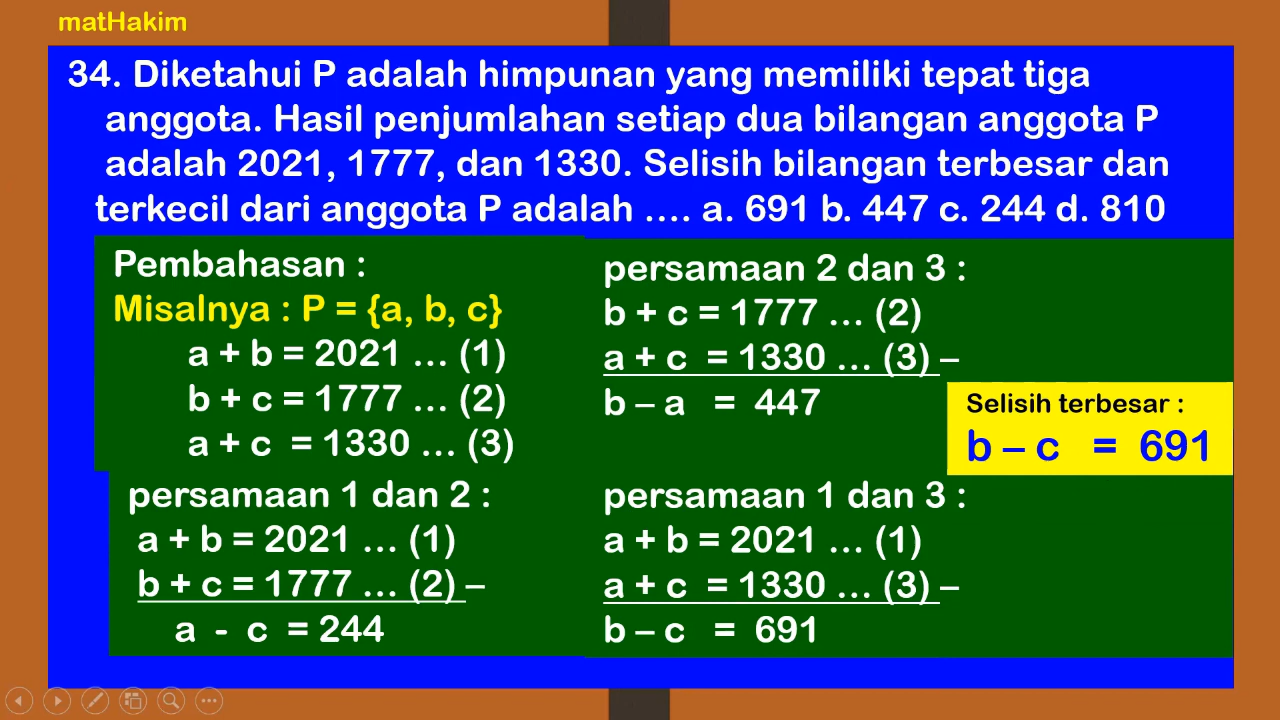 matHakim
34. Diketahui P adalah himpunan yang memiliki tepat tiga
anggota. Hasil penjumlahan setiap dua bilangan anggota P
adalah 2021, 1777, dan 1330. Selisih bilangan terbesar dan
terkecil dari anggota P adalah .... a. 691 b. 447 c. 244 d. 810
Pembahasan :
Misalnya : P = {a, b, c}
a + b = 2021 ... (1)
b + c = 1777 ... (2)
a + c = 1330 ... (3)
persamaan 1 dan 2 :
a + b = 2021 ... (1)
b + c = 1777 ... (2) –
a - c = 244
persamaan 2 dan 3 :
b + c = 1777 ... (2)
a + c = 1330 ... (3) –
b – a = 447
Selisih terbesar :
b – c = 691
persamaan 1 dan 3 :
a + b = 2021 ... (1)
a + c = 1330 ... (3) –
b – c = 691